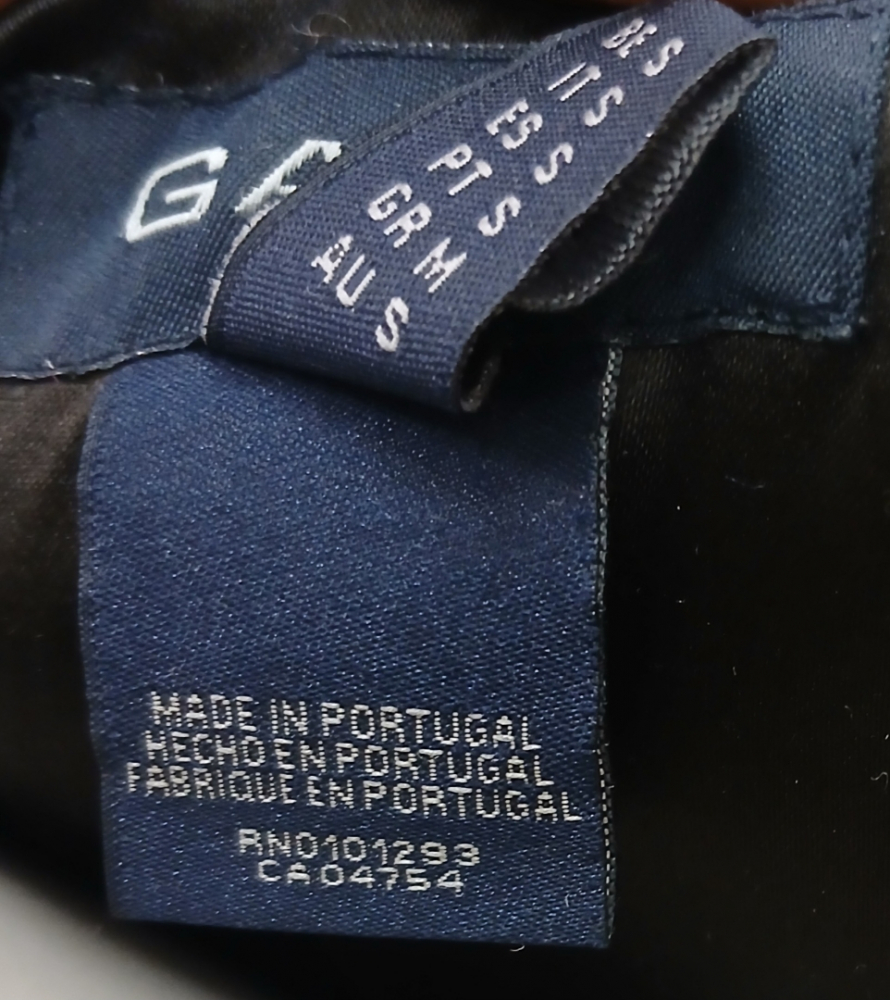 G
BE S
IT S
ES S
PT S
GR M
AU S
MADE IN PORTUGAL
HECHO EN PORTUGAL
FABRIQUE EN PORTUGAL
RN0101293
CA04754